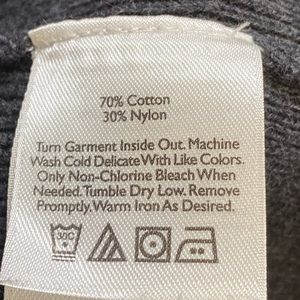 70% Cotton
30% Nylon
Turn Garment Inside Out. Machine
Wash Cold Delicate With Like Colors.
Only Non-Chlorine Bleach When
Needed. Tumble Dry Low. Remove
Promptly. Warm Iron As Desired.
30C